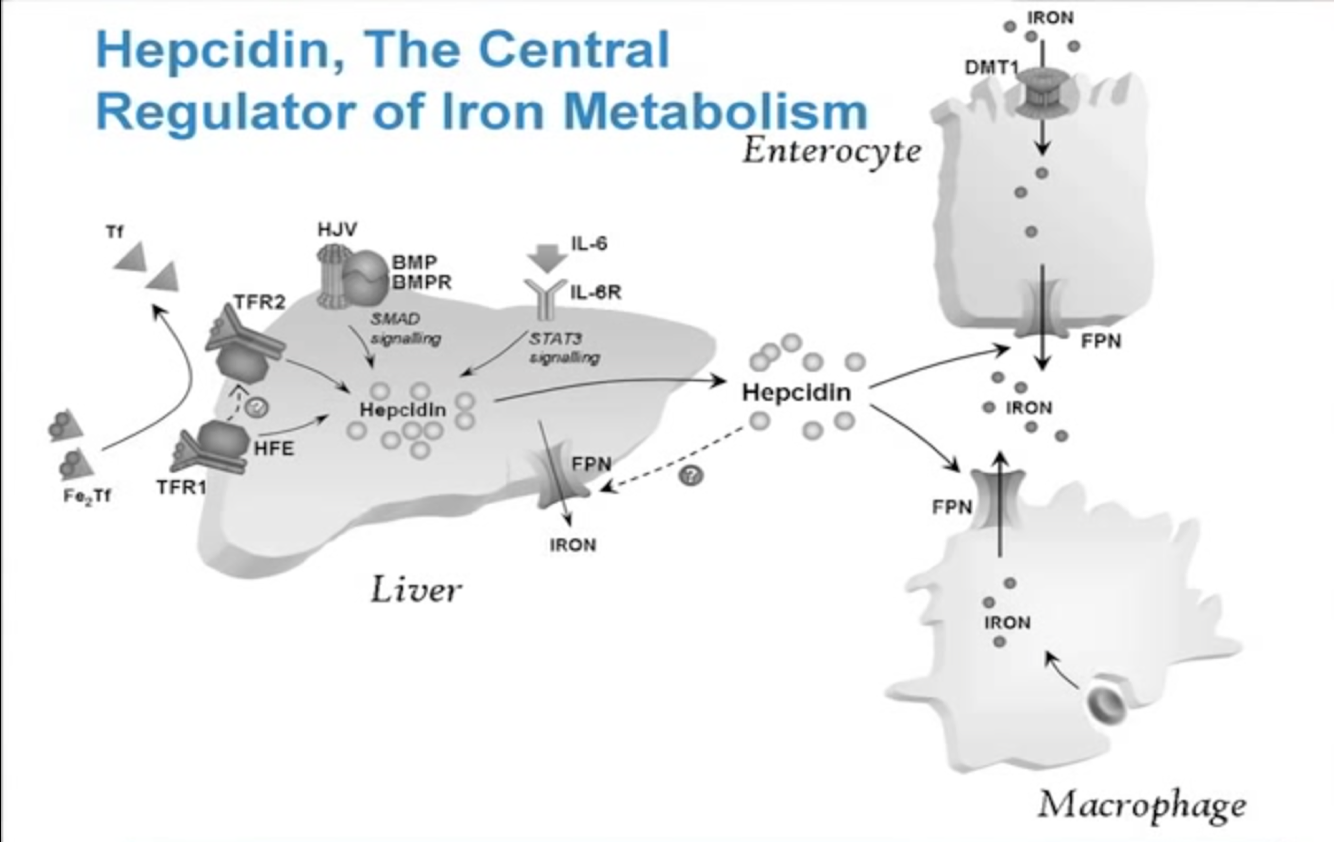 Hepcidin, The Central
Regulator of Iron Metabolism
IRON
DMT1
Enterocyte
FPN
IRON
Tf
HJV
BMP
BMPR
IL-6
IL-6R
TFR2
SMAD
signalling
STAT3
signalling
Hepcidin
?
HFE
TFR1
Fe2Tf
FPN
IRON
Liver
Hepcidin
?
FPN
IRON
Macrophage